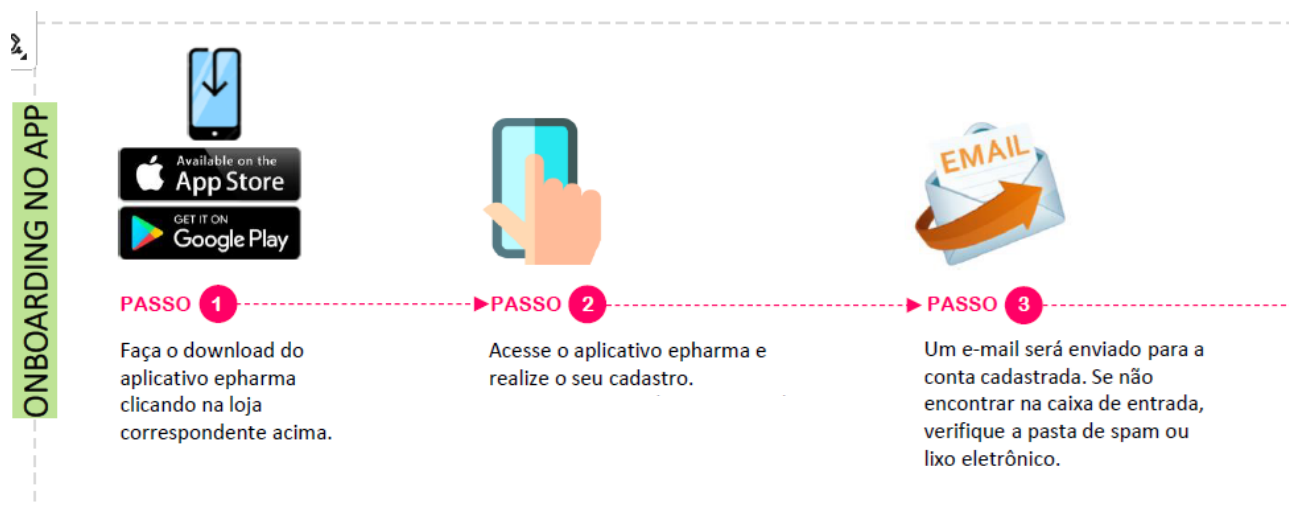 ONBOARDING NO APP
Available on the
App Store
GET IT ON
Google Play
EMAIL
PASSO 1
PASSO 2
PASSO 3
Faça o download do
aplicativo epharma
clicando na loja
correspondente acima.
Acesse o aplicativo epharma e
realize o seu cadastro.
Um e-mail será enviado para a
conta cadastrada. Se não
encontrar na caixa de entrada,
verifique a pasta de spam ou
lixo eletrônico.